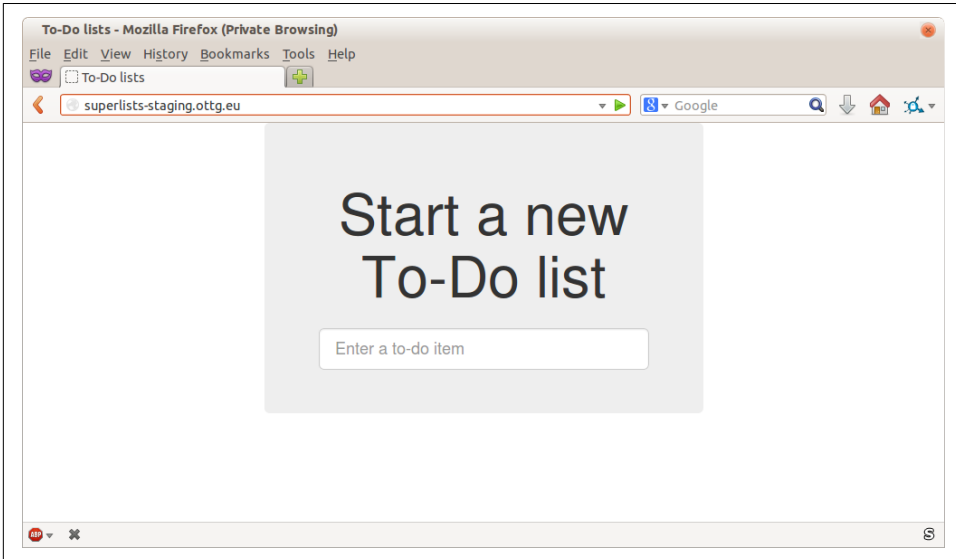 To-Do lists - Mozilla Firefox (Private Browsing)
File Edit View History Bookmarks Tools Help
To-Do lists
superlists-staging.ottg.eu
Google
Start a new
To-Do list
Enter a to-do item
ABP
S